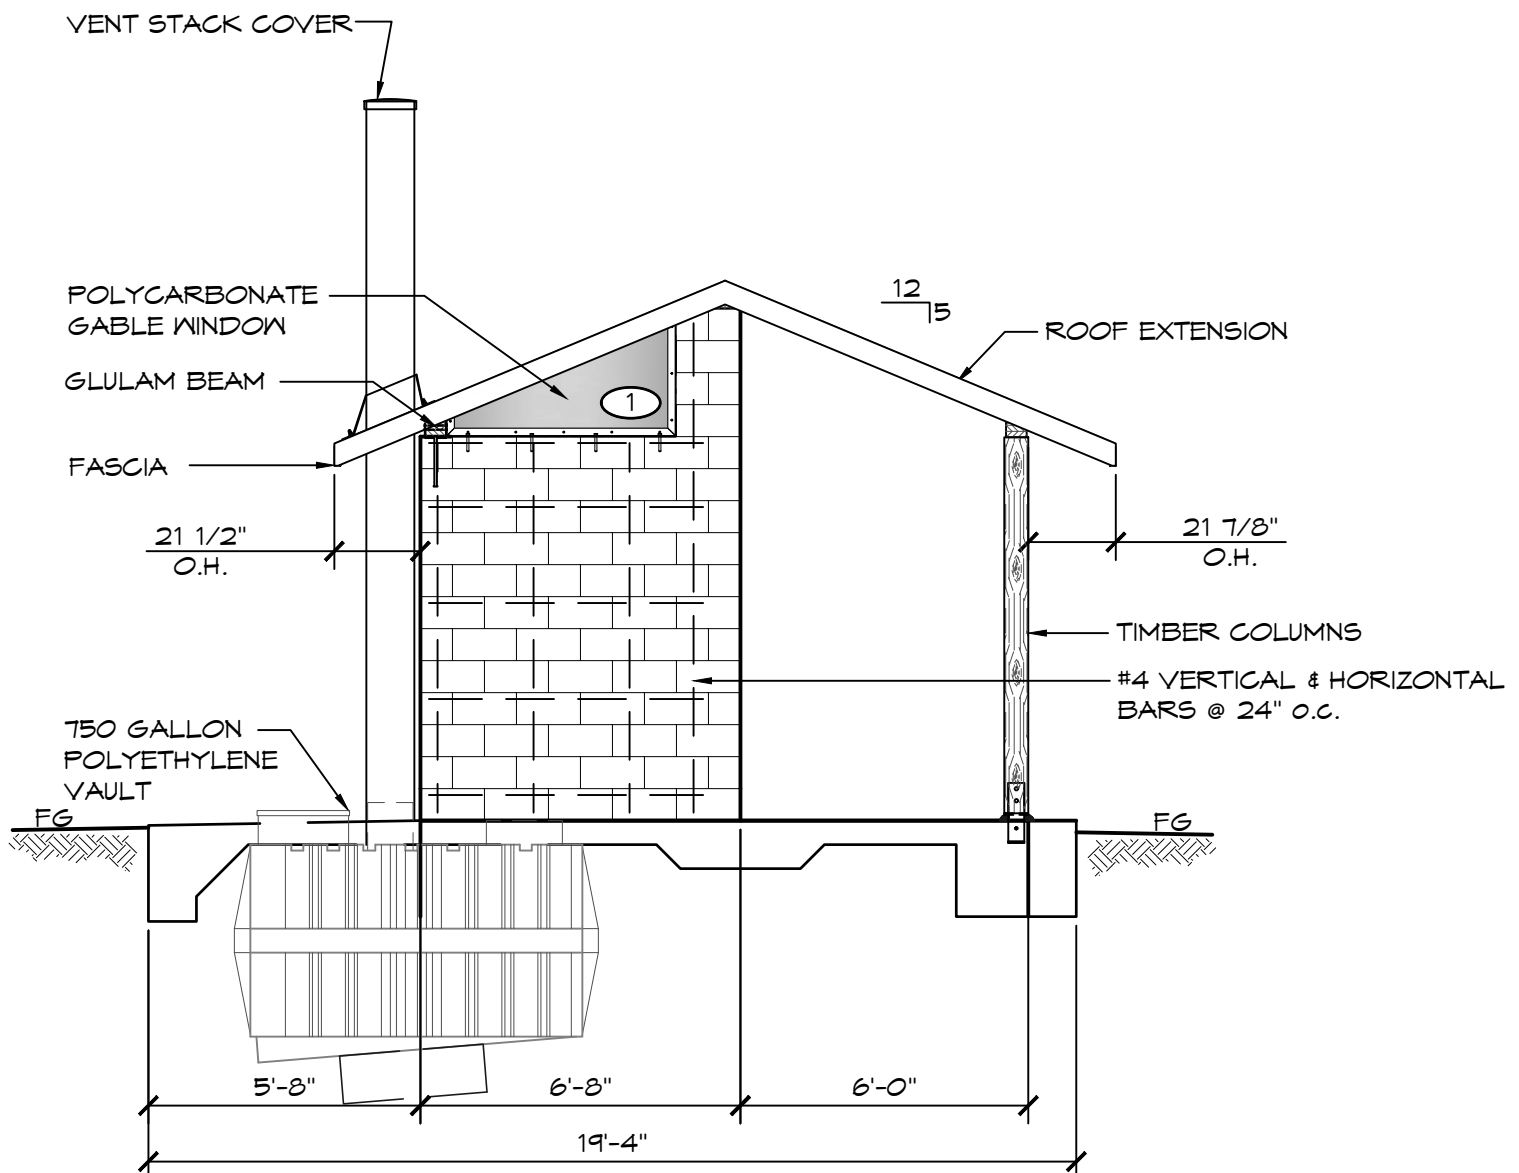 VENT STACK COVER
POLYCARBONATE
GABLE WINDOW
12
5
ROOF EXTENSION
GLULAM BEAM
1
FASCIA
21 1/2"
O.H.
21 7/8"
O.H.
TIMBER COLUMNS
#4 VERTICAL & HORIZONTAL
BARS @ 24" O.C.
750 GALLON
POLYETHYLENE
VAULT
FG
FG
5'-8"
6'-8"
6'-0"
19'-4"